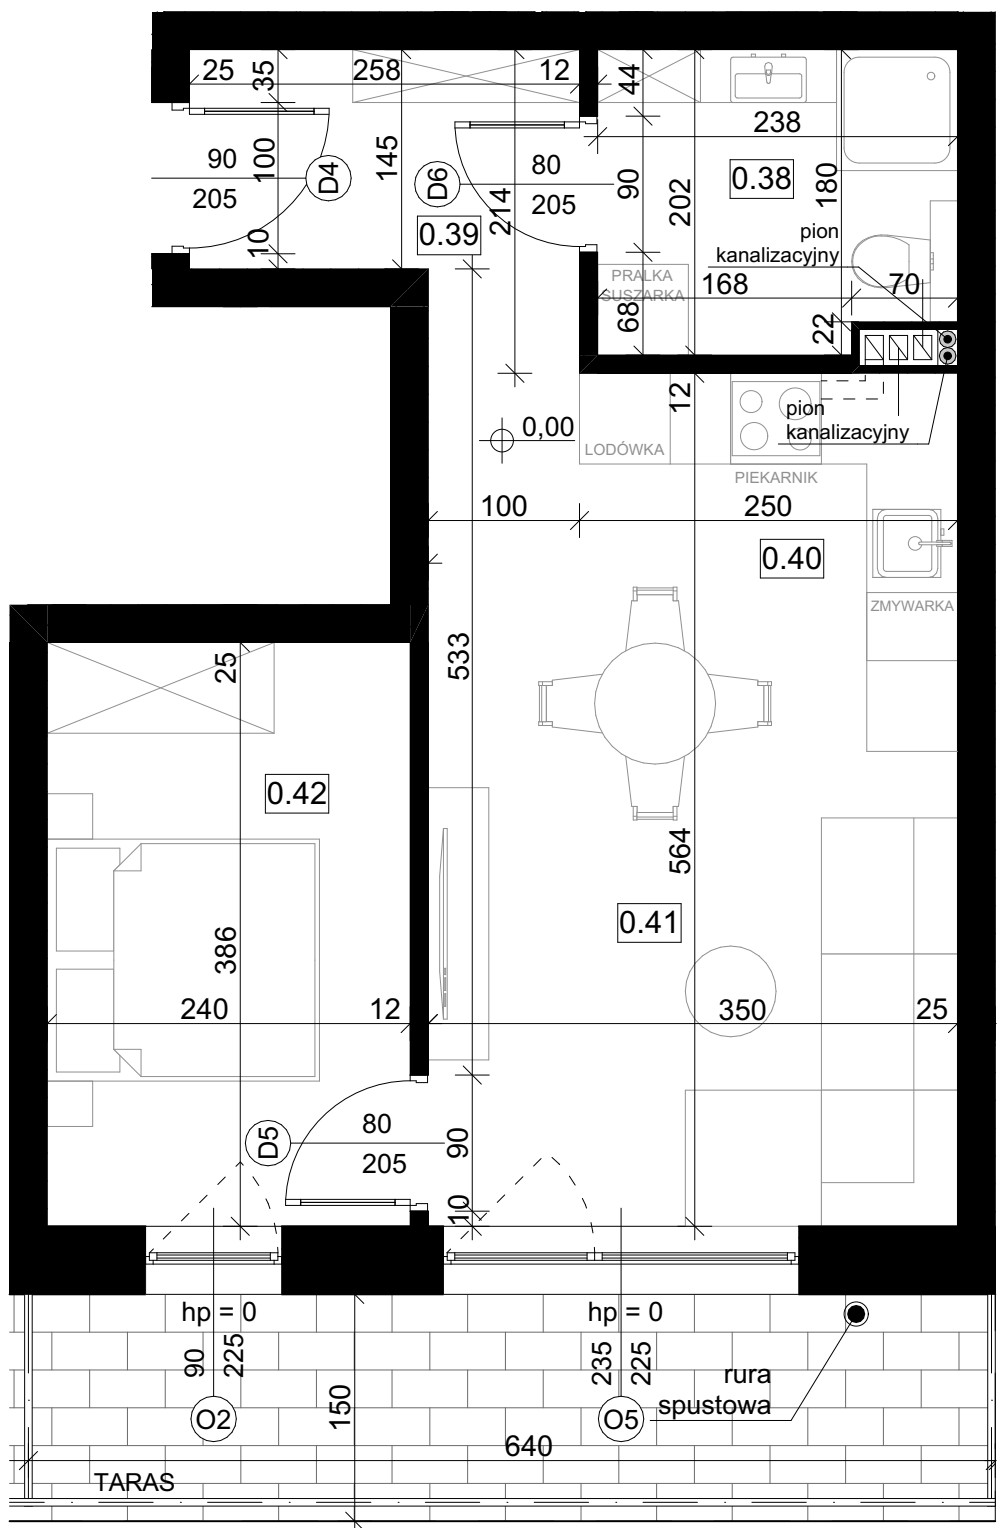 25
35
258
12
44
238
90
205
100
D4
145
D6
80
205
214
90
202
0.38
180
10
0.39
pion
kanalizacyjny
PRALKA
SUSZARKA
168
70
68
22
12
pion
kanalizacyjny
0,00
LODÓWKA
PIEKARNIK
100
250
0.40
ZMYWARKA
533
25
0.42
564
0.41
386
240
12
350
25
D5
80
205
90
10
hp = 0
hp = 0
90
225
235
225
rura
spustowa
150
O2
O5
640
TARAS